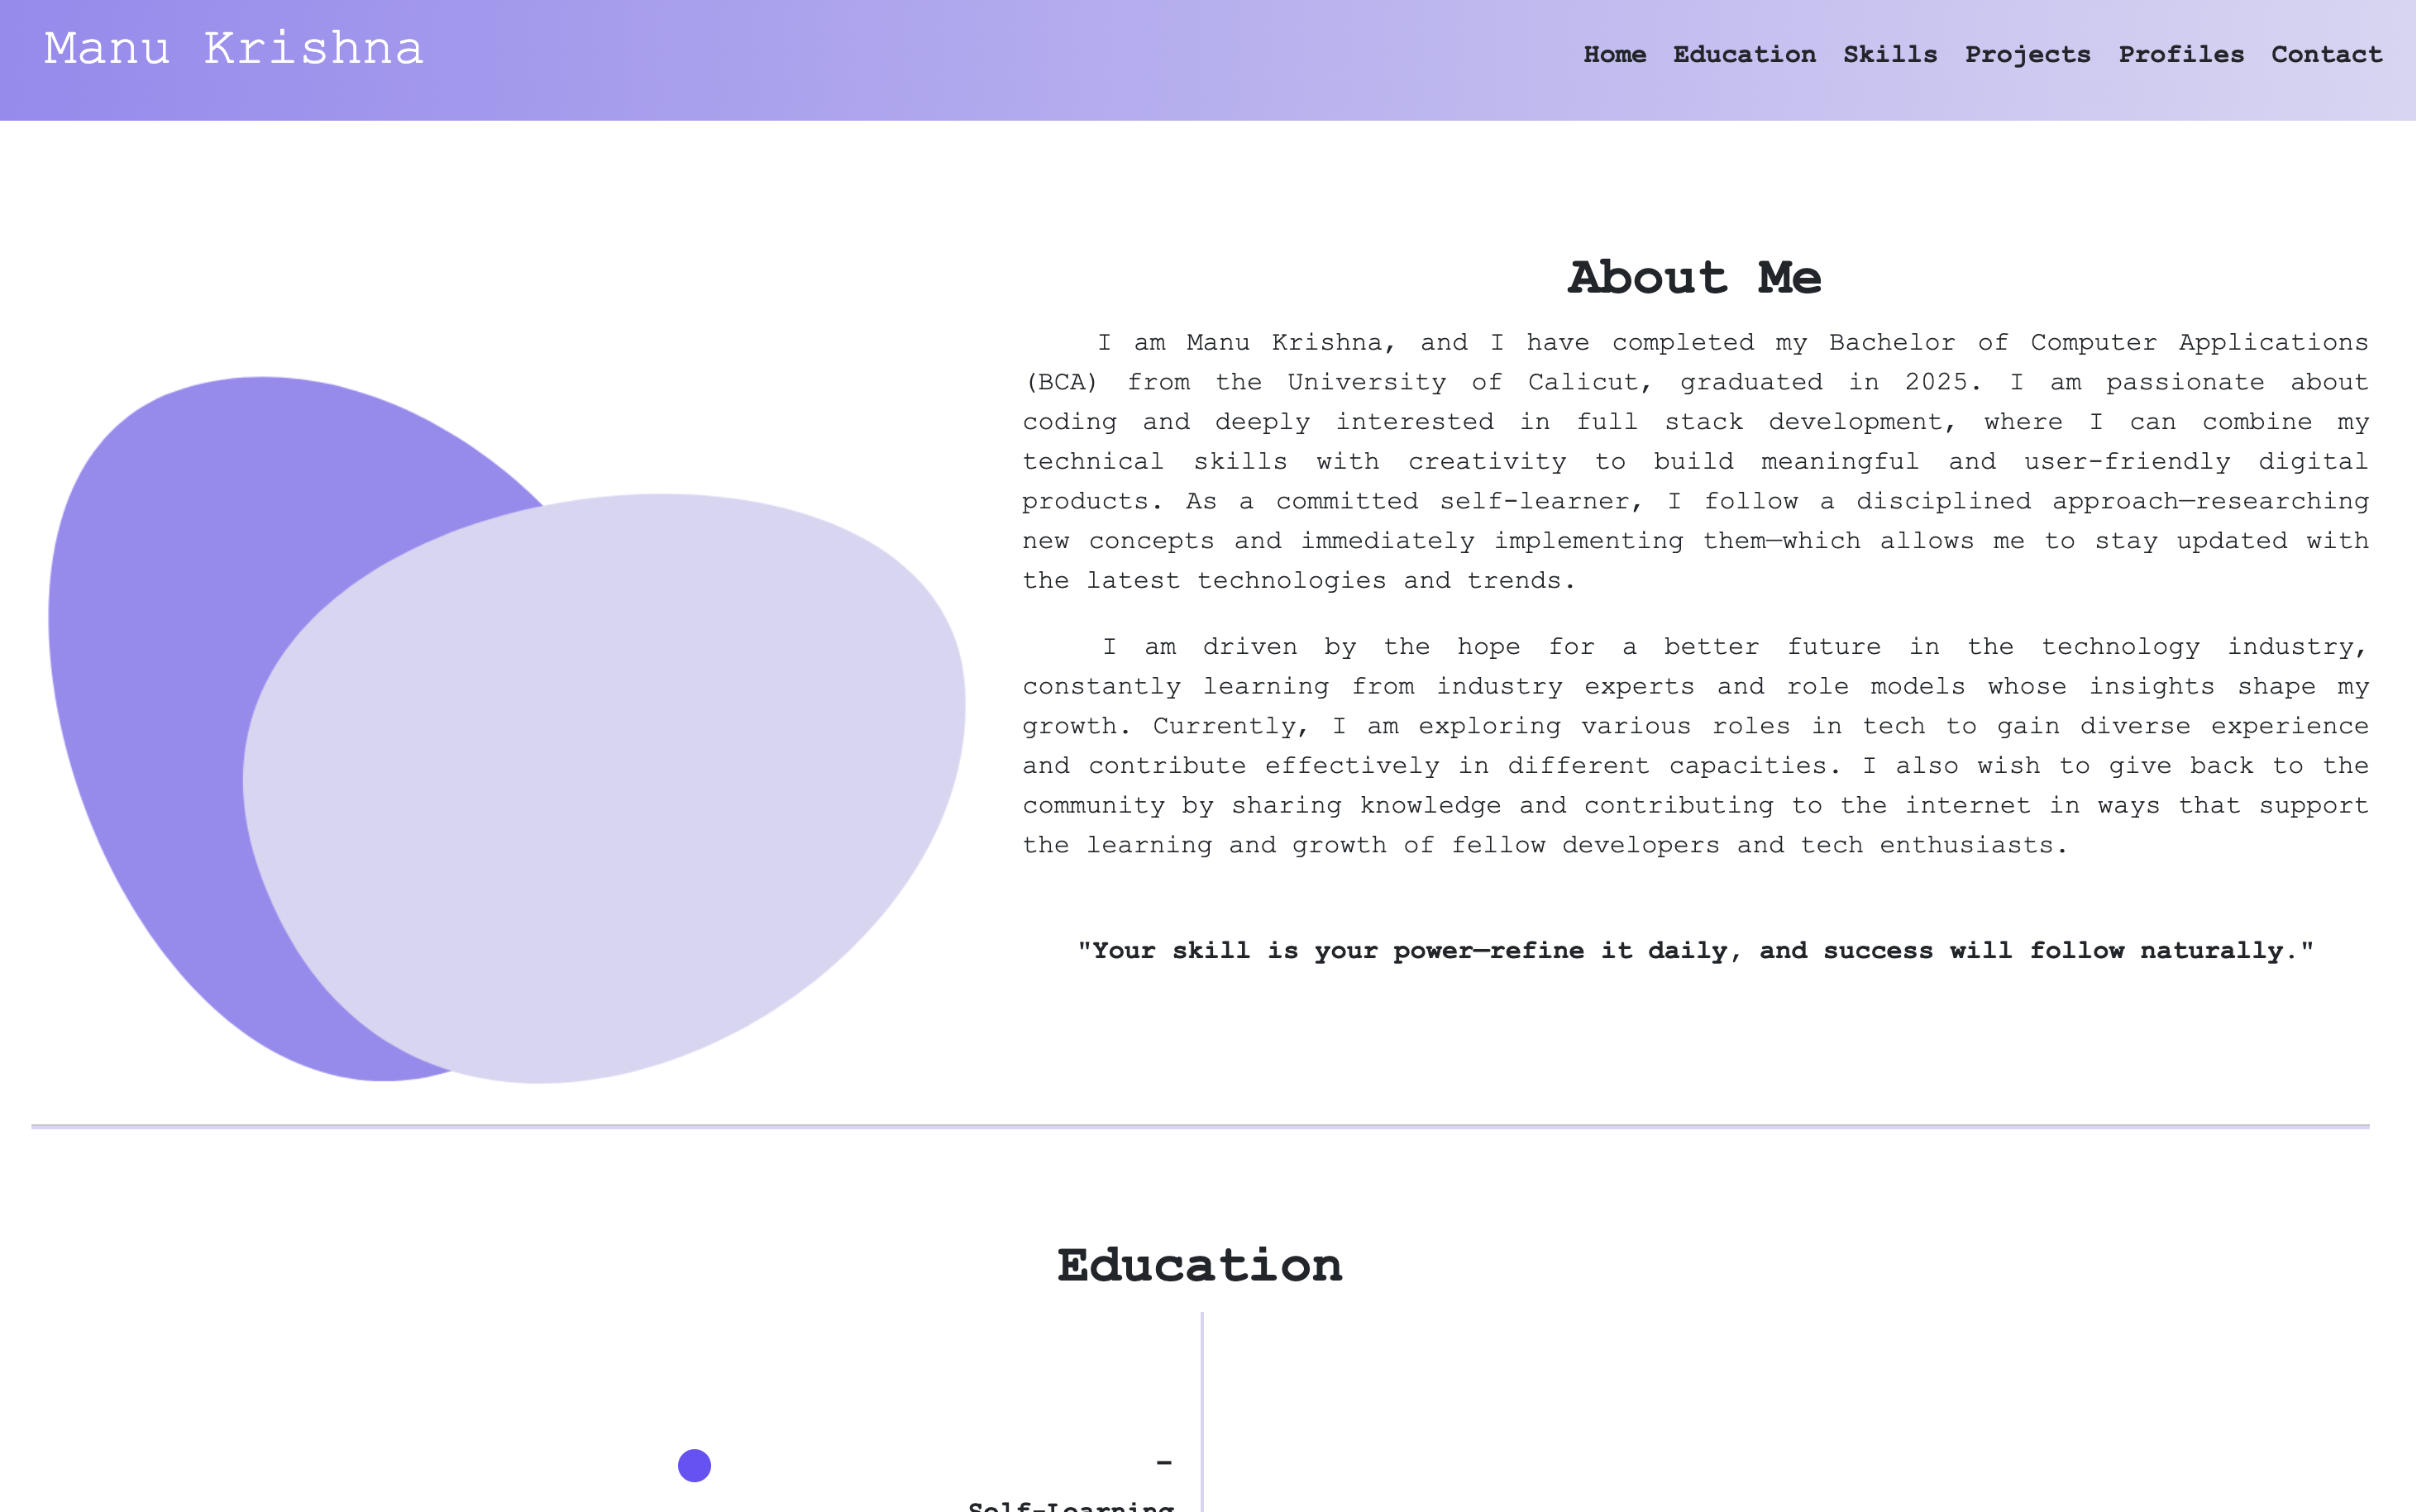 Manu Krishna
Home Education Skills Projects Profiles Contact
About Me
I am Manu Krishna, and I have completed my Bachelor of Computer Applications
(BCA) from the University of Calicut, graduated in 2025. I am passionate about
coding and deeply interested in full stack development, where I can combine my
technical skills with creativity to build meaningful and user-friendly digital
products. As a committed self-learner, I follow a disciplined approach—researching
new concepts and immediately implementing them—which allows me to stay updated with
the latest technologies and trends.
I am driven by the hope for a better future in the technology industry,
constantly learning from industry experts and role models whose insights shape my
growth. Currently, I am exploring various roles in tech to gain diverse experience
and contribute effectively in different capacities. I also wish to give back to the
community by sharing knowledge and contributing to the internet in ways that support
the learning and growth of fellow developers and tech enthusiasts.
"Your skill is your power—refine it daily, and success will follow naturally."
Education
-
Self-Learning